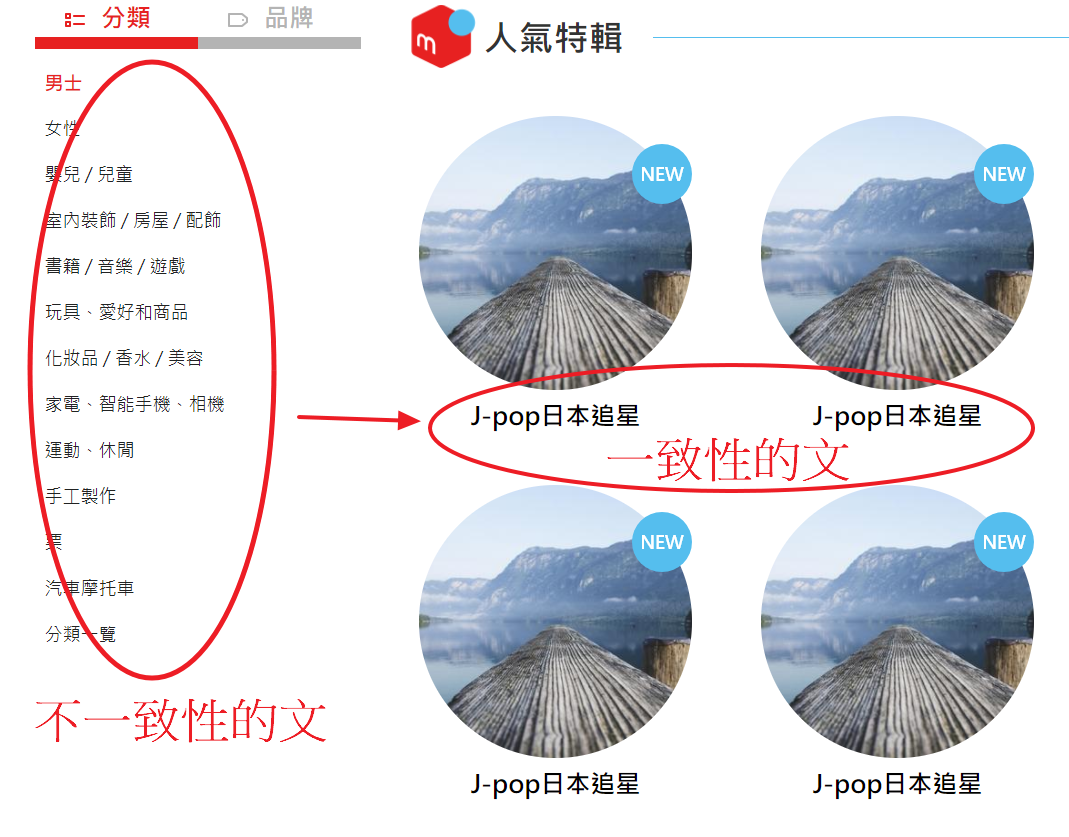 分類
品牌
男士
女性
嬰兒 / 兒童
室內裝飾 / 房屋 / 配飾
書籍 / 音樂 / 遊戲
玩具、愛好和商品
化妝品 / 香水 / 美容
家電、智能手機、相機
運動、休閒
手工製作
票
汽車摩托車
分類一覽
不一致性的文
m
人氣特輯
NEW
NEW
J-pop日本追星
J-pop日本追星
一致性的文
NEW
NEW
J-pop日本追星
J-pop日本追星